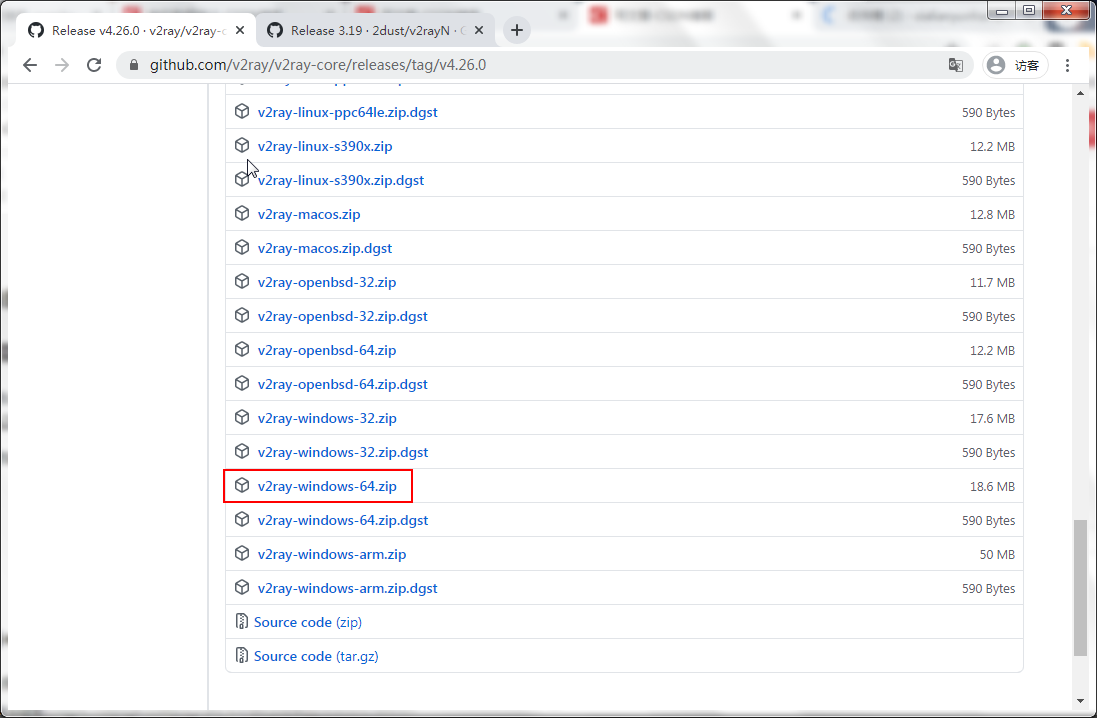 Release v4.26.0 · v2ray/v2ray-c
Release 3.19 · 2dust/v2rayN ·
github.com/v2ray/v2ray-core/releases/tag/v4.26.0
访客
v2ray-linux-ppc64le.zip.dgst 590 Bytes
v2ray-linux-s390x.zip 12.2 MB
v2ray-linux-s390x.zip.dgst 590 Bytes
v2ray-macos.zip 12.8 MB
v2ray-macos.zip.dgst 590 Bytes
v2ray-openbsd-32.zip 11.7 MB
v2ray-openbsd-32.zip.dgst 590 Bytes
v2ray-openbsd-64.zip 12.2 MB
v2ray-openbsd-64.zip.dgst 590 Bytes
v2ray-windows-32.zip 17.6 MB
v2ray-windows-32.zip.dgst 590 Bytes
v2ray-windows-64.zip 18.6 MB
v2ray-windows-64.zip.dgst 590 Bytes
v2ray-windows-arm.zip 50 MB
v2ray-windows-arm.zip.dgst 590 Bytes
Source code (zip)
Source code (tar.gz)